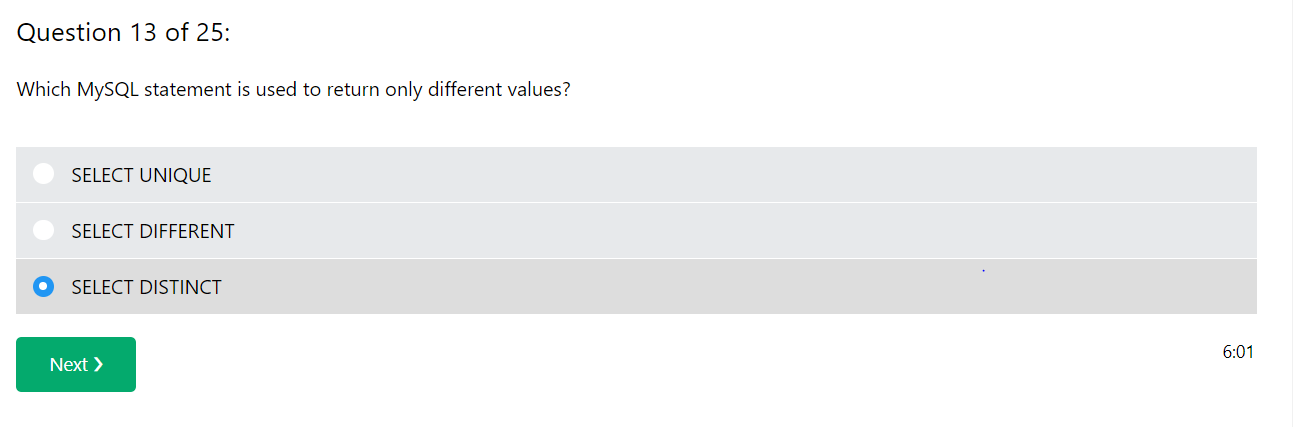 Question 13 of 25:
Which MySQL statement is used to return only different values?
SELECT UNIQUE
SELECT DIFFERENT
SELECT DISTINCT
Next ❯
6:01